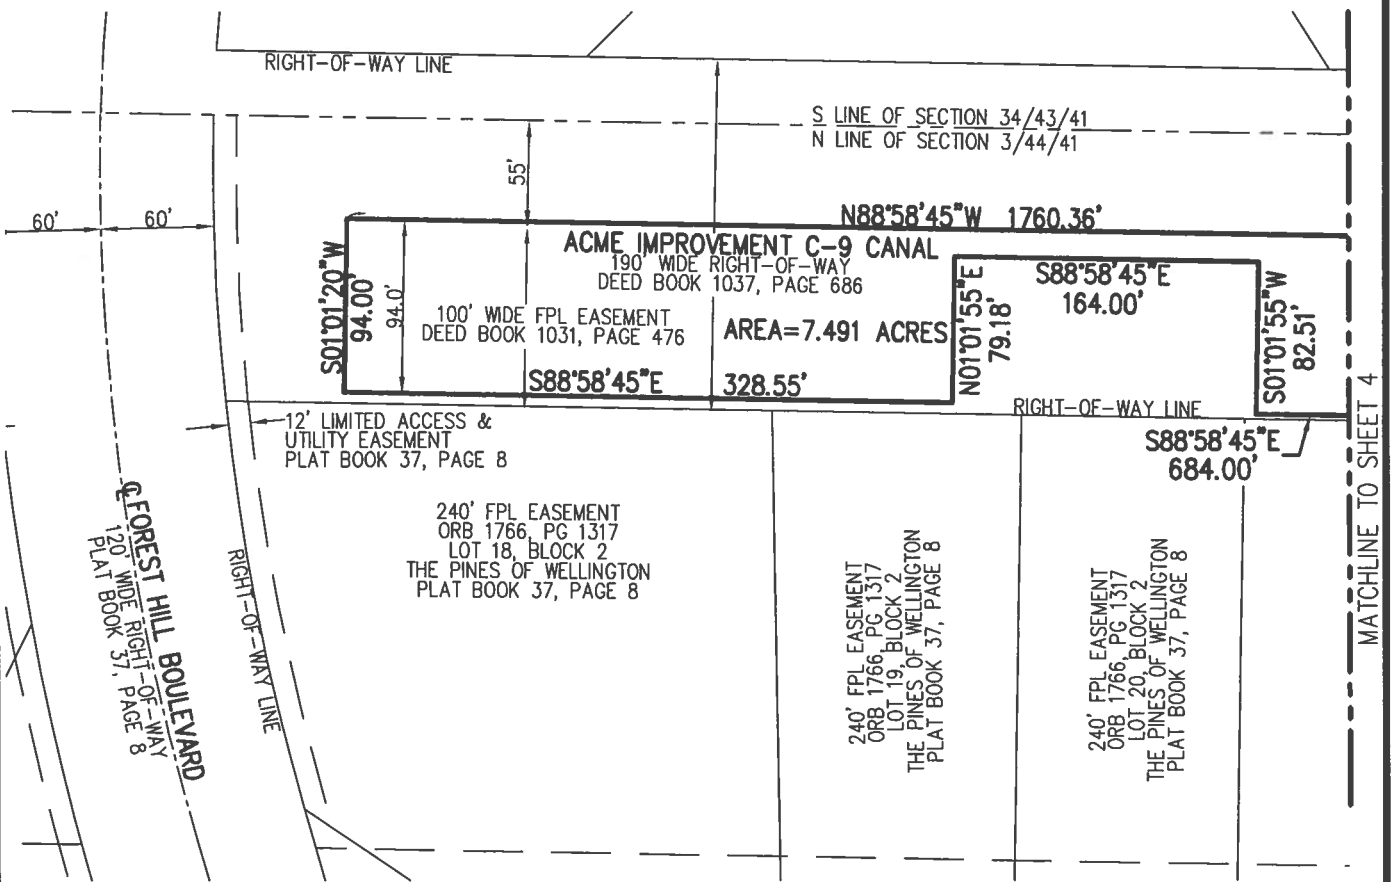 RIGHT-OF-WAY LINE
S LINE OF SECTION 34/43/41
N LINE OF SECTION 3/44/41
55'
60'
60'
N88°58'45"W 1760.36'
ACME IMPROVEMENT C-9 CANAL
190' WIDE RIGHT-OF-WAY
DEED BOOK 1037, PAGE 686
S01°01'20"W
94.00'
94.0'
100' WIDE FPL EASEMENT
DEED BOOK 1031, PAGE 476
AREA=7.491 ACRES
N01°01'55"E
79.18'
S88°58'45"E
164.00'
S01°01'55"W
82.51'
S88°58'45"E 328.55'
RIGHT-OF-WAY LINE
S88°58'45"E
684.00'
MATCHLINE TO SHEET 4
12' LIMITED ACCESS &
UTILITY EASEMENT
PLAT BOOK 37, PAGE 8
240' FPL EASEMENT
ORB 1766, PG 1317
LOT 18, BLOCK 2
THE PINES OF WELLINGTON
PLAT BOOK 37, PAGE 8
℄ FOREST HILL BOULEVARD
120' WIDE RIGHT-OF-WAY
PLAT BOOK 37, PAGE 8
RIGHT-OF-WAY LINE
240' FPL EASEMENT
ORB 1766, PG 1317
LOT 19, BLOCK 2
THE PINES OF WELLINGTON
PLAT BOOK 37, PAGE 8
240' FPL EASEMENT
ORB 1766, PG 1317
LOT 20, BLOCK 2
THE PINES OF WELLINGTON
PLAT BOOK 37, PAGE 8